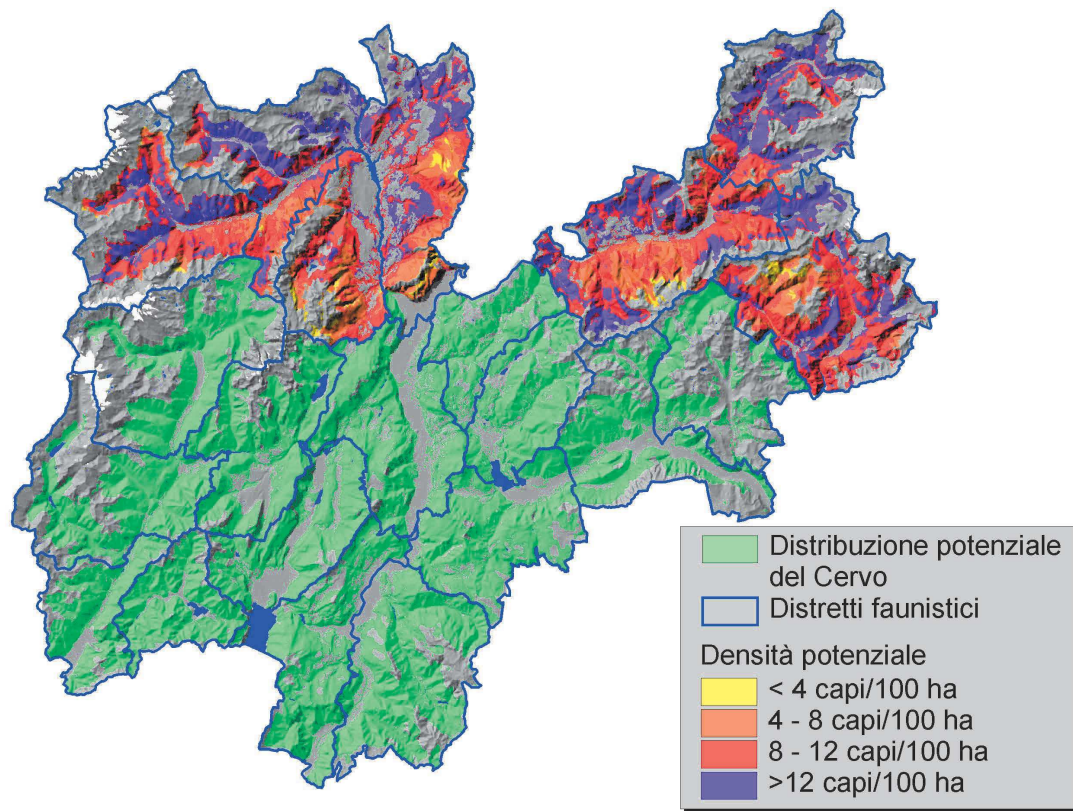 Distribuzione potenziale
del Cervo
Distretti faunistici
Densità potenziale
< 4 capi/100 ha
4 - 8 capi/100 ha
8 - 12 capi/100 ha
>12 capi/100 ha